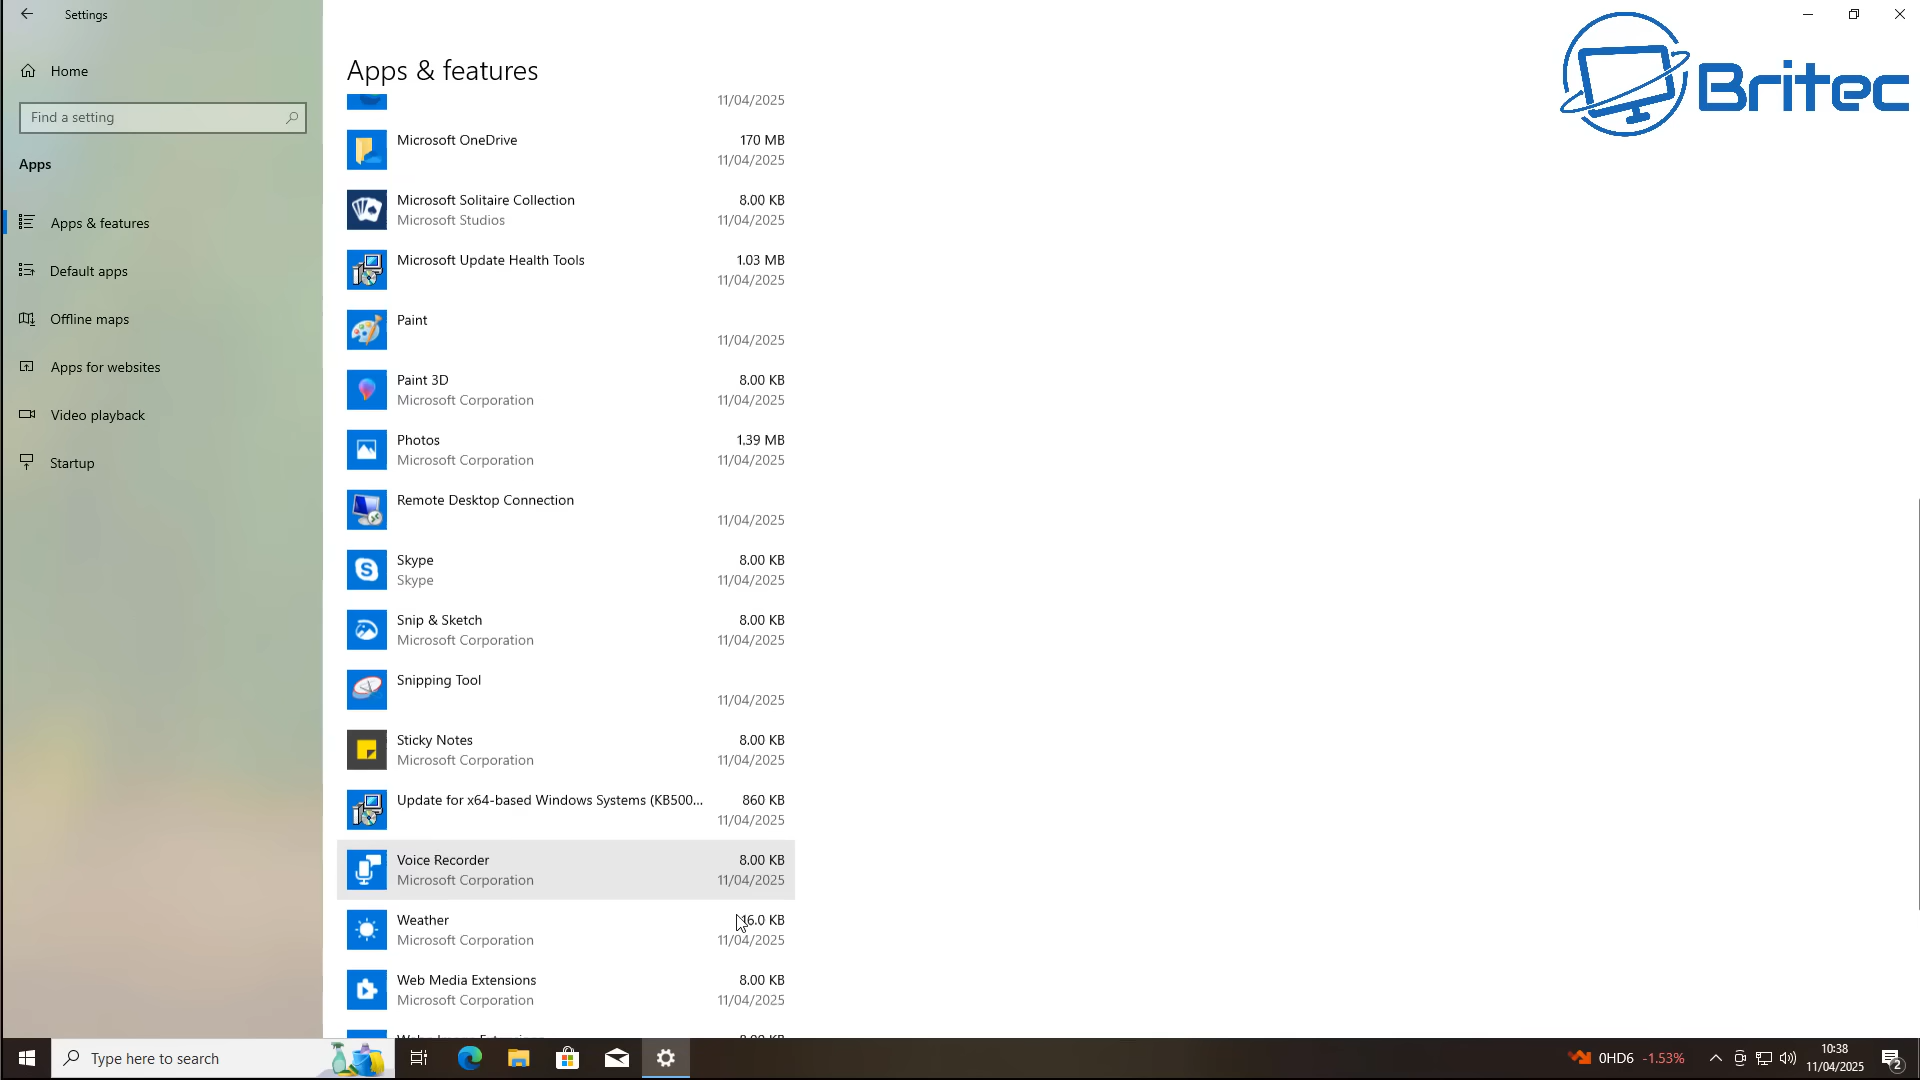 Settings
Home
Find a setting
Apps
Apps & features
Default apps
Offline maps
Apps for websites
Video playback
Startup
Apps & features
11/04/2025
Microsoft OneDrive 170 MB
11/04/2025
Microsoft Solitaire Collection 8.00 KB
Microsoft Studios 11/04/2025
Microsoft Update Health Tools 1.03 MB
11/04/2025
Paint
11/04/2025
Paint 3D 8.00 KB
Microsoft Corporation 11/04/2025
Photos 1.39 MB
Microsoft Corporation 11/04/2025
Remote Desktop Connection
11/04/2025
Skype 8.00 KB
Skype 11/04/2025
Snip & Sketch 8.00 KB
Microsoft Corporation 11/04/2025
Snipping Tool
11/04/2025
Sticky Notes 8.00 KB
Microsoft Corporation 11/04/2025
Update for x64-based Windows Systems (KB500... 860 KB
11/04/2025
Voice Recorder 8.00 KB
Microsoft Corporation 11/04/2025
Weather 16.0 KB
Microsoft Corporation 11/04/2025
Web Media Extensions 8.00 KB
Microsoft Corporation 11/04/2025
Britec
Type here to search
0HD6 -1.53%
10:38
11/04/2025
2